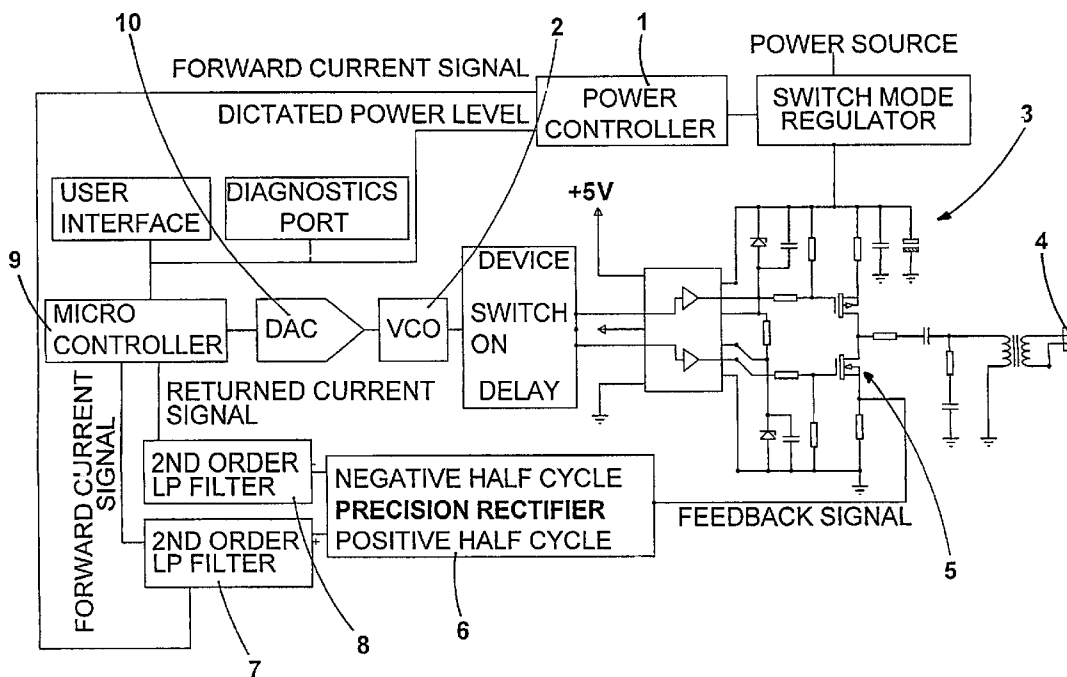 10
2
1
POWER SOURCE
FORWARD CURRENT SIGNAL
DICTATED POWER LEVEL
POWER
CONTROLLER
SWITCH MODE
REGULATOR
3
USER
INTERFACE
DIAGNOSTICS
PORT
+5V
4
9
MICRO
CONTROLLER
DAC
VCO
DEVICE
SWITCH
ON
DELAY
FORWARD CURRENT
SIGNAL
RETURNED CURRENT
SIGNAL
2ND ORDER
LP FILTER
2ND ORDER
LP FILTER
NEGATIVE HALF CYCLE
PRECISION RECTIFIER
POSITIVE HALF CYCLE
FEEDBACK SIGNAL
5
7
8
6